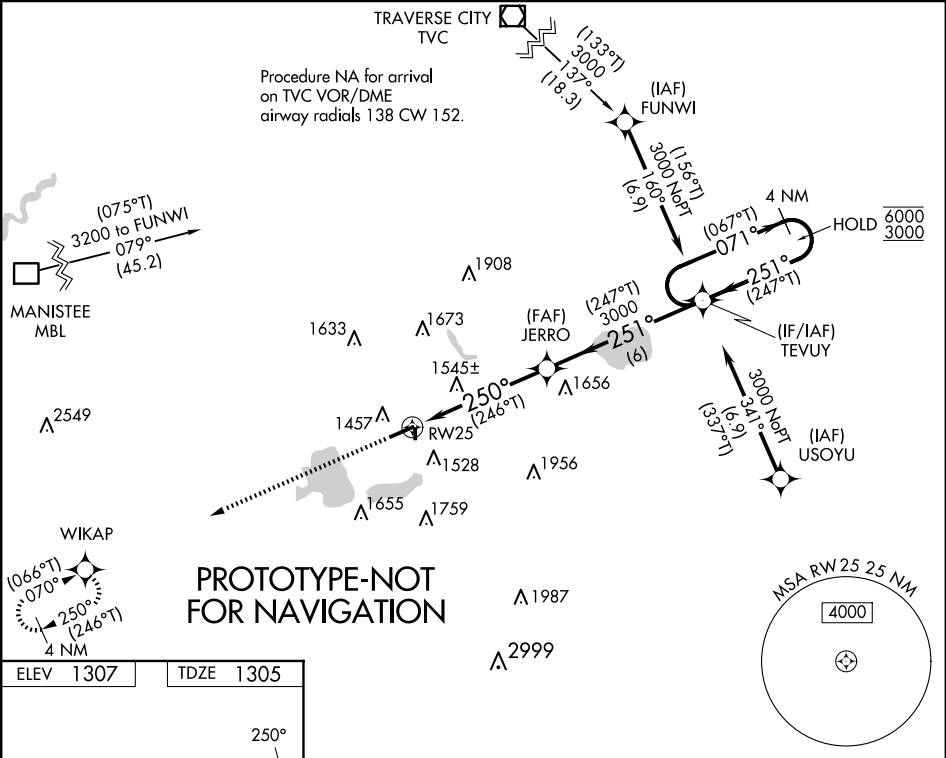 TRAVERSE CITY
TVC
(133°T)
3000
137°
(18.3)
Procedure NA for arrival
on TVC VOR/DME
airway radials 138 CW 152.
(IAF)
FUNWI
(156°T)
3000 NoPT
160°
(6.9)
4 NM
(067°T)
071°
HOLD
6000
3000
251°
(247°T)
(075°T)
3200 to FUNWI
079°
(45.2)
MANISTEE
MBL
1908
1633
1673
(FAF)
JERRO
(247°T)
3000
251°
(6)
(IF/IAF)
TEVUY
1545±
1656
250°
(246°T)
2549
1457
RW25
3000 NoPT
341°
(6.9)
(337°T)
(IAF)
USOYU
1528
1956
1655
1759
WIKAP
(066°T)
070°
250°
(246°T)
4 NM
PROTOTYPE-NOT
FOR NAVIGATION
1987
2999
MSA RW25 25 NM
4000
ELEV 1307
TDZE 1305
250°